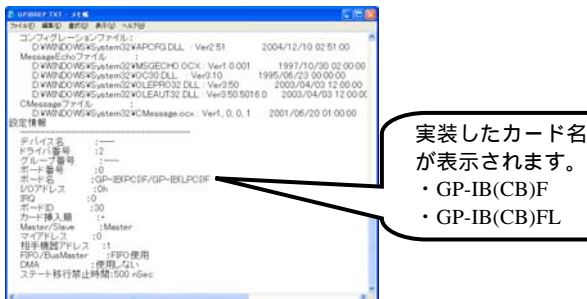 GPIBREP.TXT - メモ帳
ファイル(F) 編集(E) 書式(O) 表示(V) ヘルプ(H)
コンフィグレーションファイル:
D:¥WINDOWS¥System32¥APCFG.DLL : Ver2.51 2004/12/10 02:51:00
MessageEchoファイル :
D:¥WINDOWS¥System32¥MSGECHO.OCX : Ver1.0.001 1997/10/30 02:00:00
D:¥WINDOWS¥System32¥OC30.DLL : Ver3.10 1995/06/23 00:00:00
D:¥WINDOWS¥System32¥OLEPRO32.DLL : Ver3.50 2003/04/03 12:00:00
D:¥WINDOWS¥System32¥OLEAUT32.DLL : Ver3.50.5016.0 2003/04/03 12:00:00
CMessageファイル :
D:¥WINDOWS¥System32¥CMessage.ocx : Ver1, 0, 0, 1 2001/06/20 01:00:00
設定情報
------------------------------------
デバイス名 :----
ドライバ番号 :2
グループ番号 :----
ボード番号 :0
ボード名 :GP-IB(PC)F/GP-IB(LPC)F
I/Oアドレス :0h
IRQ :0
ボードID :30
カード挿入順 :-
Master/Slave :Master
マイアドレス :0
相手機器アドレス :1
FIFO/BusMaster :FIFO使用
DMA :使用しない
ステート移行禁止時間:500 nSec
実装したカード名
が表示されます。
・GP-IB(CB)F
・GP-IB(CB)FL